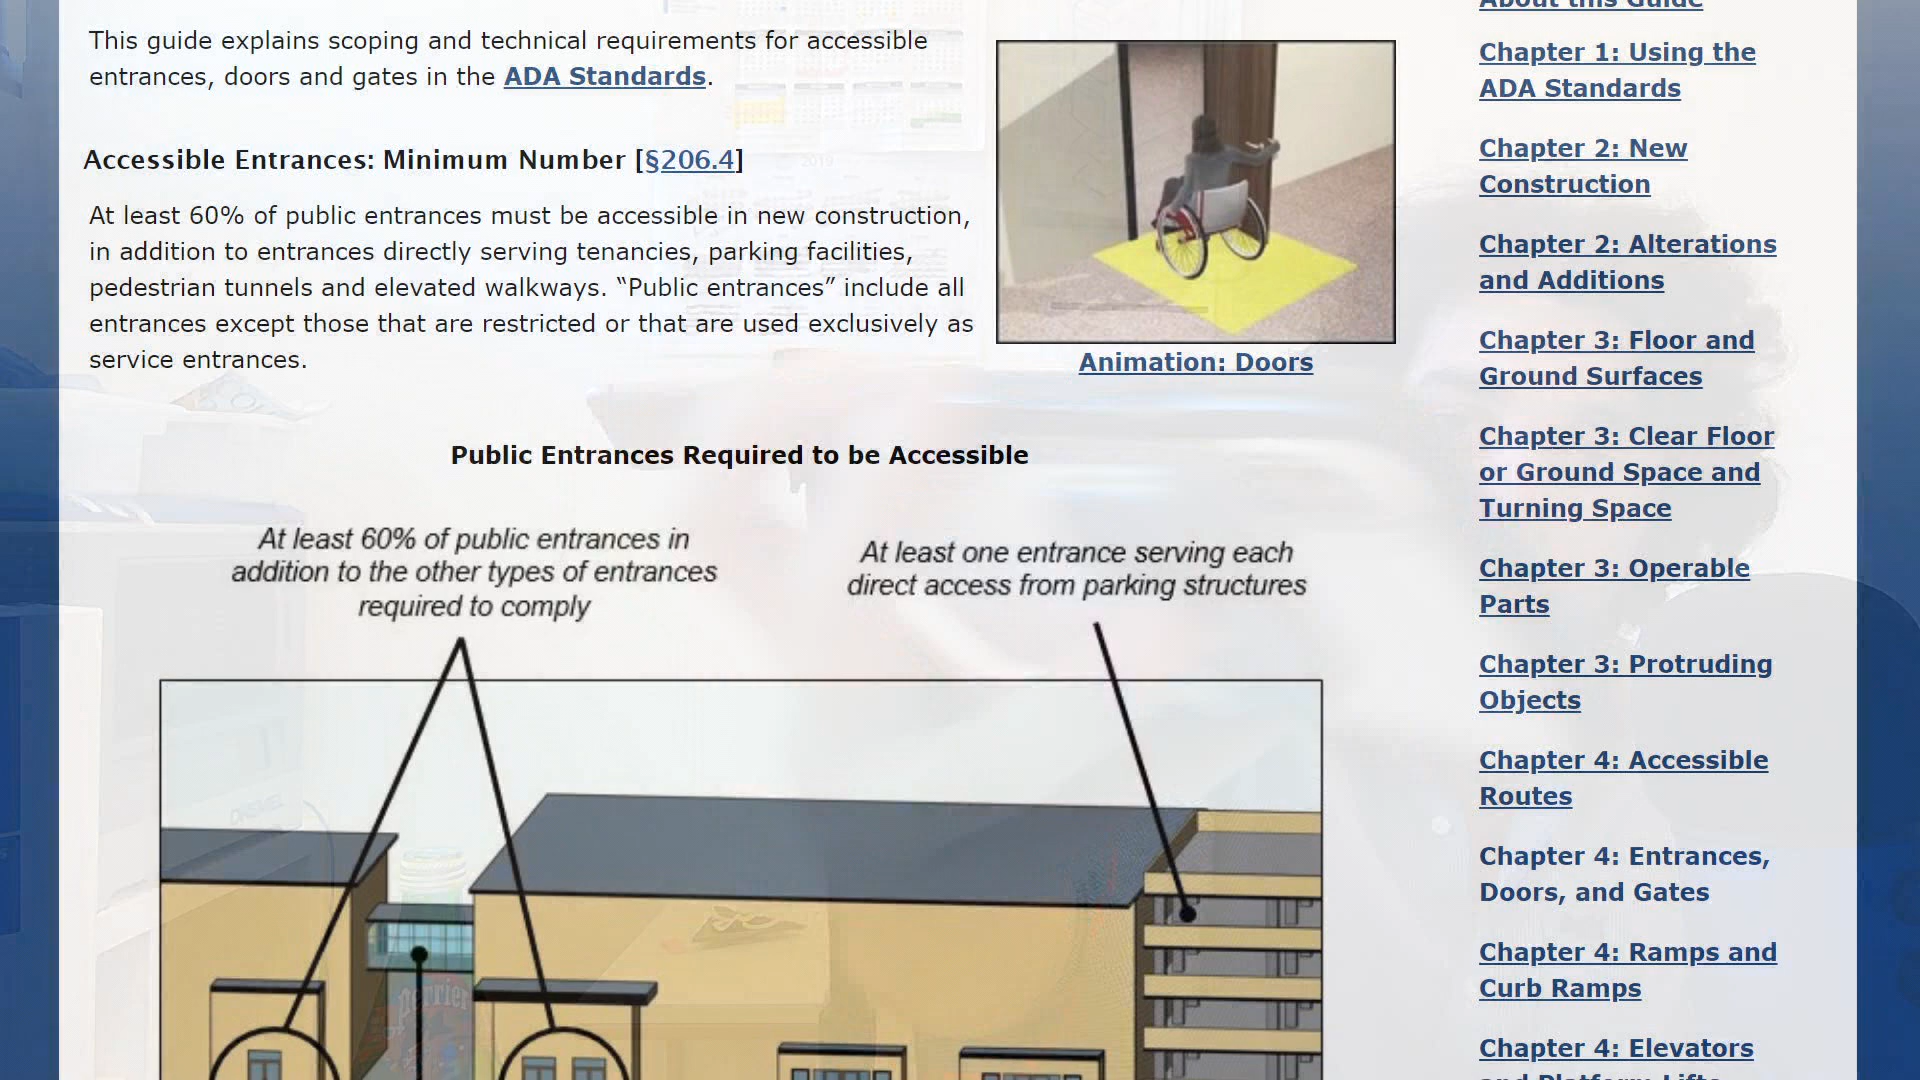 This guide explains scoping and technical requirements for accessible
entrances, doors and gates in the ADA Standards.
Accessible Entrances: Minimum Number [§206.4]
At least 60% of public entrances must be accessible in new construction,
in addition to entrances directly serving tenancies, parking facilities,
pedestrian tunnels and elevated walkways. “Public entrances” include all
entrances except those that are restricted or that are used exclusively as
service entrances.
Animation: Doors
Public Entrances Required to be Accessible
At least 60% of public entrances in
addition to the other types of entrances
required to comply
At least one entrance serving each
direct access from parking structures
perrier
2019
About this Guide
Chapter 1: Using the
ADA Standards
Chapter 2: New
Construction
Chapter 2: Alterations
and Additions
Chapter 3: Floor and
Ground Surfaces
Chapter 3: Clear Floor
or Ground Space and
Turning Space
Chapter 3: Operable
Parts
Chapter 3: Protruding
Objects
Chapter 4: Accessible
Routes
Chapter 4: Entrances,
Doors, and Gates
Chapter 4: Ramps and
Curb Ramps
Chapter 4: Elevators
and Platform Lifts